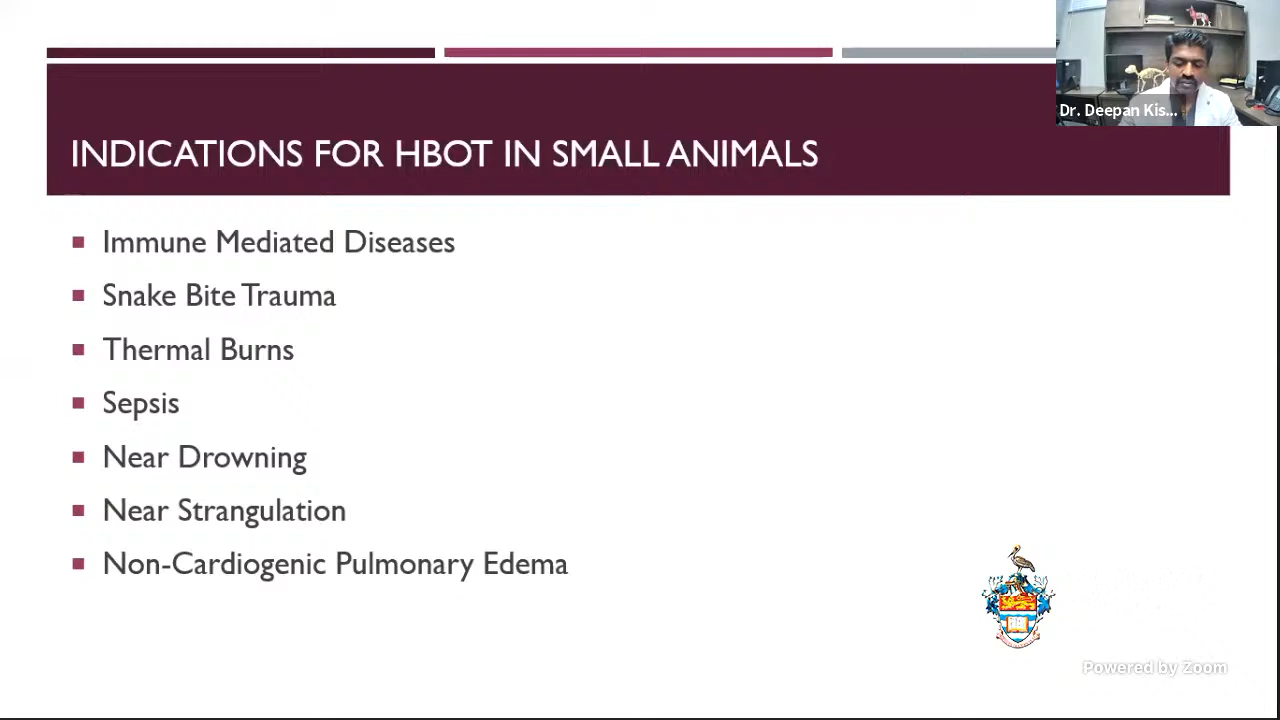 Dr. Deepan Kis...
INDICATIONS FOR HBOT IN SMALL ANIMALS
Immune Mediated Diseases
Snake Bite Trauma
Thermal Burns
Sepsis
Near Drowning
Near Strangulation
Non-Cardiogenic Pulmonary Edema
Powered by Zoom